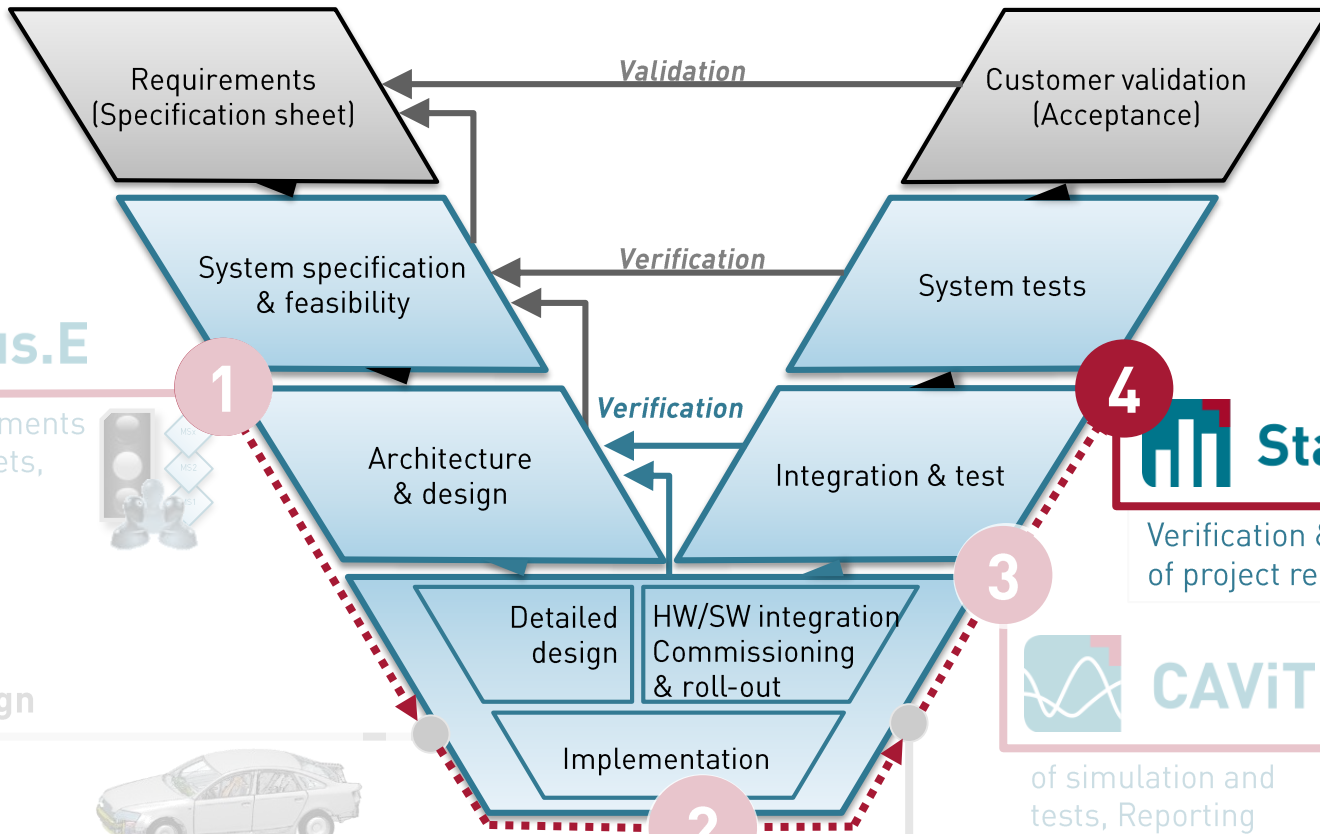 Requirements
(Specification sheet)
Validation
Customer validation
(Acceptance)
System specification
& feasibility
Verification
System tests
us.E
1
ments
ets,
MS2
Architecture
& design
Verification
Integration & test
4
Sta
Verification &
of project re
3
Detailed
design
HW/SW integration
Commissioning
& roll-out
CAViT
gn
Implementation
2
of simulation and
tests, Reporting